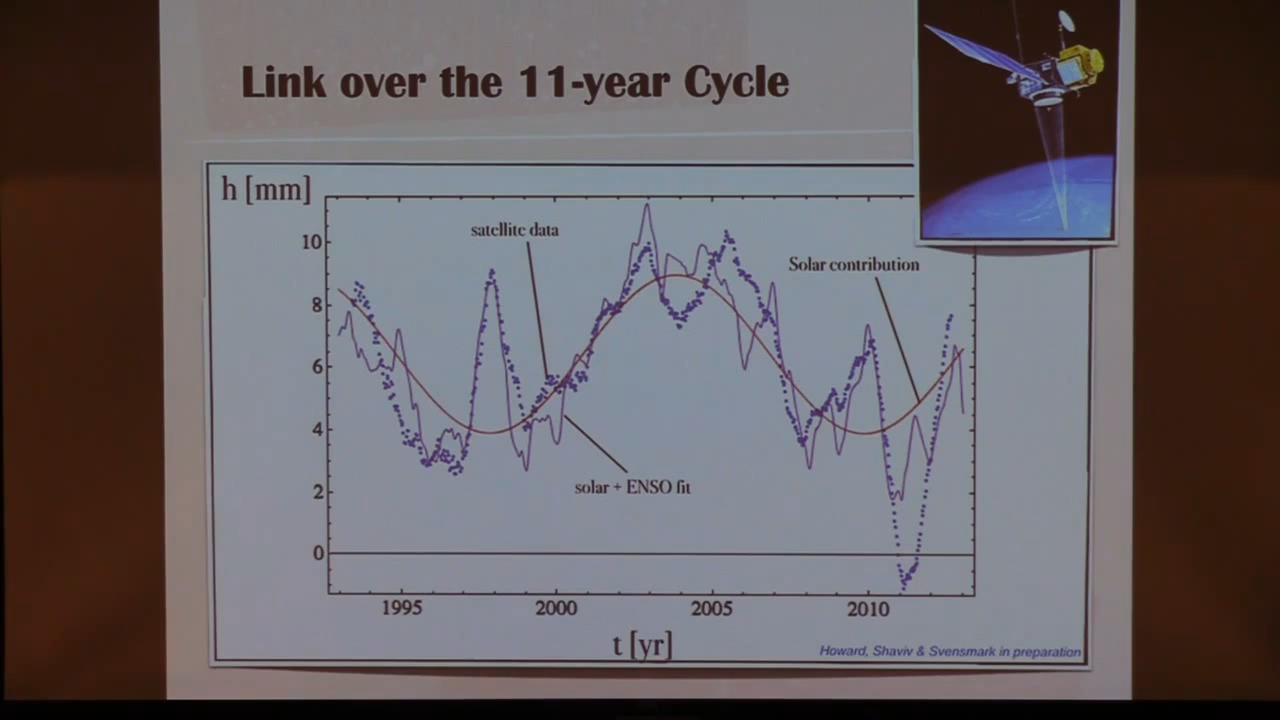 Link over the 11-year Cycle
h [mm]
satellite data
Solar contribution
solar + ENSO fit
10
8
6
4
2
0
1995
2000
2005
2010
t [yr]
Howard, Shaviv & Svensmark in preparation